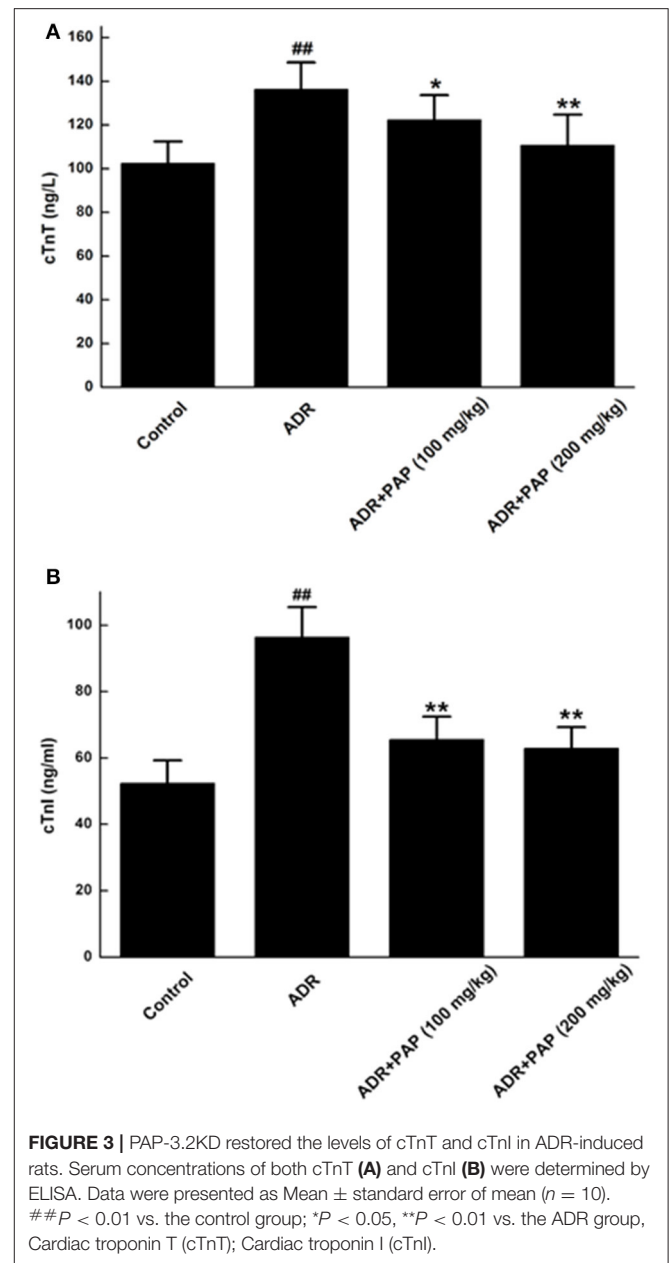 A
160
140
120
100
80
60
40
20
0
cTnT (ng/L)
##
*
**
Control
ADR
ADR+PAP (100 mg/kg)
ADR+PAP (200 mg/kg)
B
100
80
60
40
20
0
cTnI (ng/ml)
##
**
**
Control
ADR
ADR+PAP (100 mg/kg)
ADR+PAP (200 mg/kg)
FIGURE 3 | PAP-3.2KD restored the levels of cTnT and cTnI in ADR-induced
rats. Serum concentrations of both cTnT (A) and cTnI (B) were determined by
ELISA. Data were presented as Mean ± standard error of mean (n = 10).
##P < 0.01 vs. the control group; *P < 0.05, **P < 0.01 vs. the ADR group,
Cardiac troponin T (cTnT); Cardiac troponin I (cTnI).